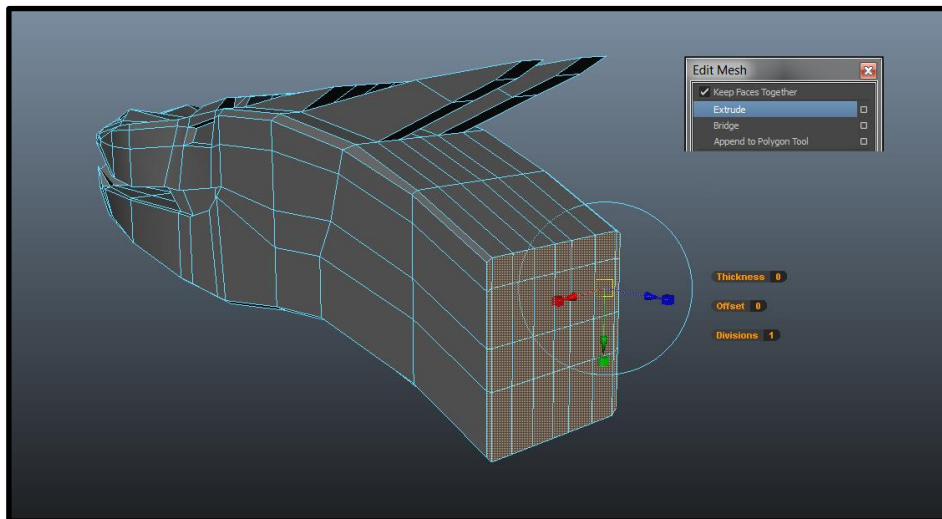 Edit Mesh
Keep Faces Together
Extrude
Bridge
Append to Polygon Tool
Thickness 0
Offset 0
Divisions 1